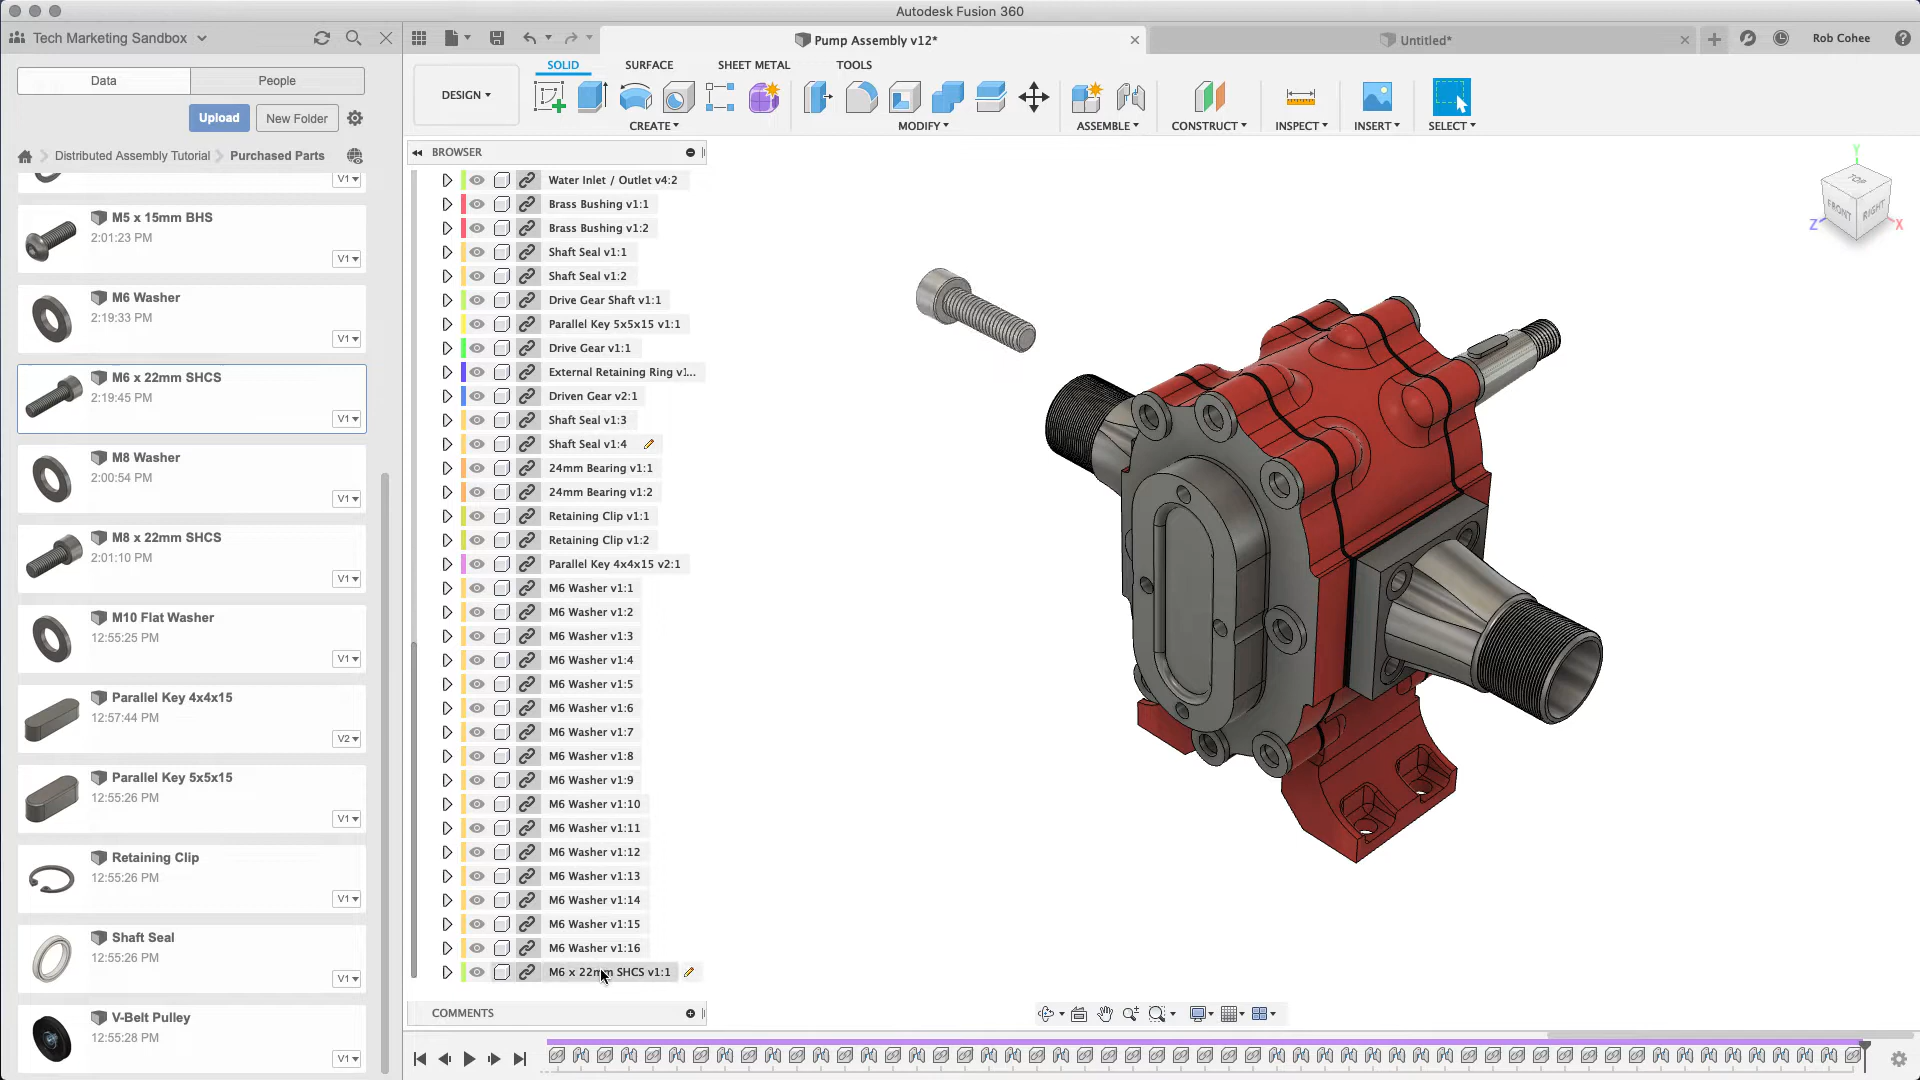 Autodesk Fusion 360
Tech Marketing Sandbox
Pump Assembly v12*
Untitled*
Rob Cohee
Data
People
Upload
New Folder
Distributed Assembly Tutorial
Purchased Parts
V1
M5 x 15mm BHS
2:01:23 PM
V1
M6 Washer
2:19:33 PM
V1
M6 x 22mm SHCS
2:19:45 PM
V1
M8 Washer
2:00:54 PM
V1
M8 x 22mm SHCS
2:01:10 PM
V1
M10 Flat Washer
12:55:25 PM
V1
Parallel Key 4x4x15
12:57:44 PM
V2
Parallel Key 5x5x15
12:55:26 PM
V1
Retaining Clip
12:55:26 PM
V1
Shaft Seal
12:55:26 PM
V1
V-Belt Pulley
12:55:28 PM
V1
DESIGN
SOLID
SURFACE
SHEET METAL
TOOLS
CREATE
MODIFY
ASSEMBLE
CONSTRUCT
INSPECT
INSERT
SELECT
BROWSER
Water Inlet / Outlet v4:2
Brass Bushing v1:1
Brass Bushing v1:2
Shaft Seal v1:1
Shaft Seal v1:2
Drive Gear Shaft v1:1
Parallel Key 5x5x15 v1:1
Drive Gear v1:1
External Retaining Ring v1...
Driven Gear v2:1
Shaft Seal v1:3
Shaft Seal v1:4
24mm Bearing v1:1
24mm Bearing v1:2
Retaining Clip v1:1
Retaining Clip v1:2
Parallel Key 4x4x15 v2:1
M6 Washer v1:1
M6 Washer v1:2
M6 Washer v1:3
M6 Washer v1:4
M6 Washer v1:5
M6 Washer v1:6
M6 Washer v1:7
M6 Washer v1:8
M6 Washer v1:9
M6 Washer v1:10
M6 Washer v1:11
M6 Washer v1:12
M6 Washer v1:13
M6 Washer v1:14
M6 Washer v1:15
M6 Washer v1:16
M6 x 22mm SHCS v1:1
COMMENTS
Y
TOP
FRONT
RIGHT
Z
X